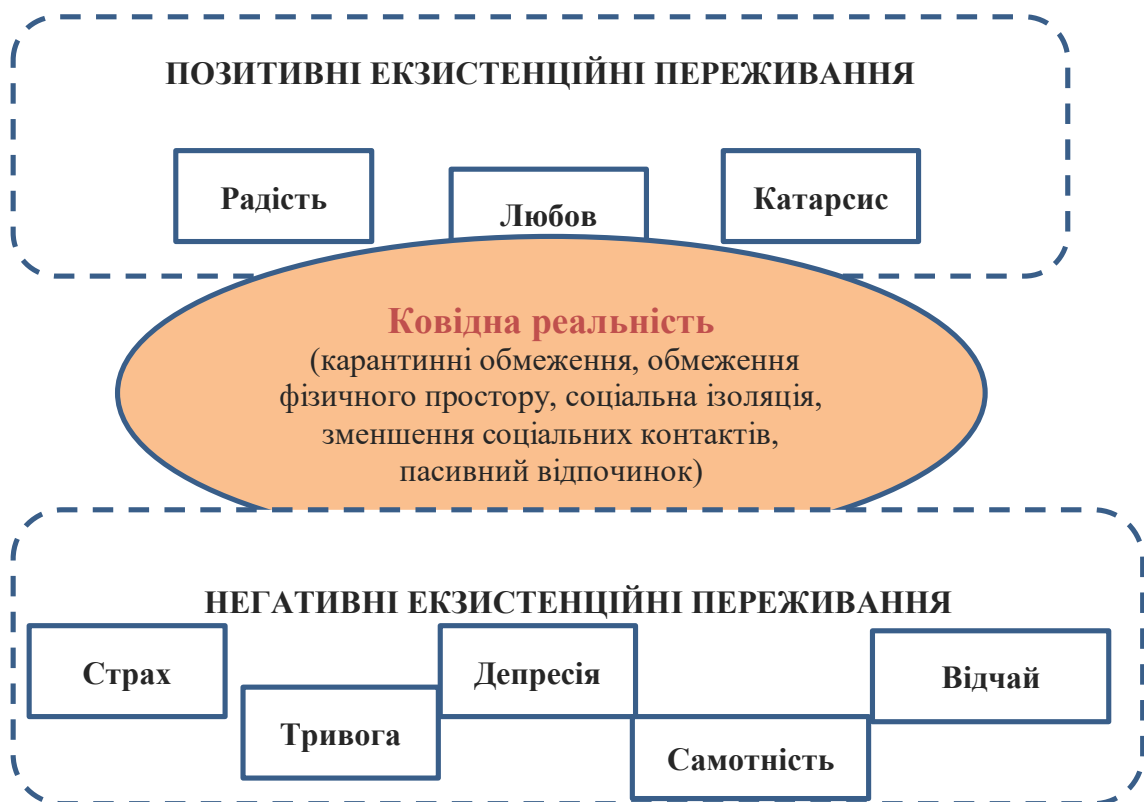 ПОЗИТИВНІ ЕКЗИСТЕНЦІЙНІ ПЕРЕЖИВАННЯ
Радість
Любов
Катарсис
Ковідна реальність
(карантинні обмеження, обмеження
фізичного простору, соціальна ізоляція,
зменшення соціальних контактів,
пасивний відпочинок)
НЕГАТИВНІ ЕКЗИСТЕНЦІЙНІ ПЕРЕЖИВАННЯ
Страх
Тривога
Депресія
Самотність
Відчай